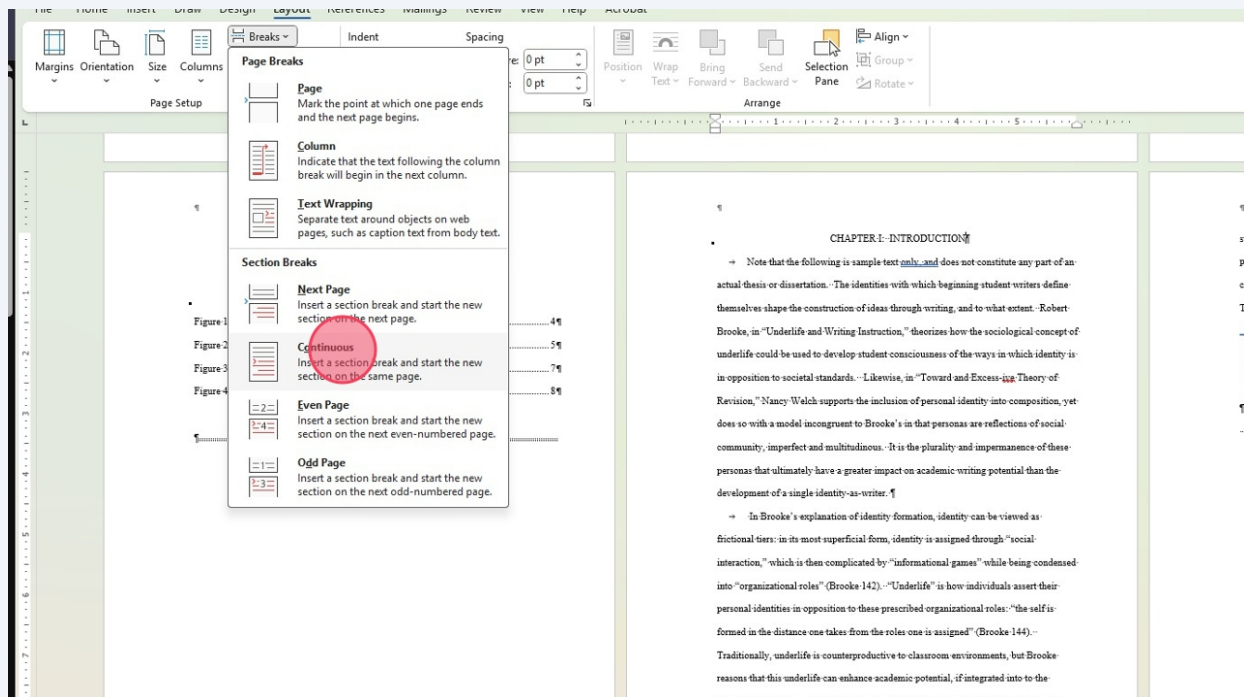 File Home Insert Draw Design Layout References Mailings Review View Help Acrobat
Breaks
Indent
Spacing
Align
Margins Orientation Size Columns
re: 0 pt
: 0 pt
Position Wrap Text Bring Forward Send Backward Selection Pane
Group
Rotate
Page Setup
Arrange
Page Breaks
Page
Mark the point at which one page ends
and the next page begins.
Column
Indicate that the text following the column
break will begin in the next column.
Text Wrapping
Separate text around objects on web
pages, such as caption text from body text.
Section Breaks
Next Page
Insert a section break and start the new
section on the next page.
Continuous
Insert a section break and start the new
section on the same page.
Even Page
Insert a section break and start the new
section on the next even-numbered page.
Odd Page
Insert a section break and start the new
section on the next odd-numbered page.
Figure 1 4¶
Figure 2 5¶
Figure 3 7¶
Figure 4 8¶
CHAPTER I: INTRODUCTION¶
Note that the following is sample text only, and does not constitute any part of an
actual thesis or dissertation. The identities with which beginning student writers define
themselves shape the construction of ideas through writing, and to what extent. Robert
Brooke, in “Underlife and Writing Instruction,” theorizes how the sociological concept of
underlife could be used to develop student consciousness of the ways in which identity is
in opposition to societal standards. Likewise, in “Toward and Excess-ive Theory of
Revision,” Nancy Welch supports the inclusion of personal identity into composition, yet
does so with a model incongruent to Brooke’s in that personas are reflections of social
community, imperfect and multitudinous. It is the plurality and impermanence of these
personas that ultimately have a greater impact on academic writing potential than the
development of a single identity-as-writer. ¶
In Brooke’s explanation of identity formation, identity can be viewed as
frictional tiers: in its most superficial form, identity is assigned through “social
interaction,” which is then complicated by “informational games” while being condensed
into “organizational roles” (Brooke 142). “Underlife” is how individuals assert their
personal identities in opposition to these prescribed organizational roles: “the self is
formed in the distance one takes from the roles one is assigned” (Brooke 144).
Traditionally, underlife is counterproductive to classroom environments, but Brooke
reasons that this underlife can enhance academic potential, if integrated into to the